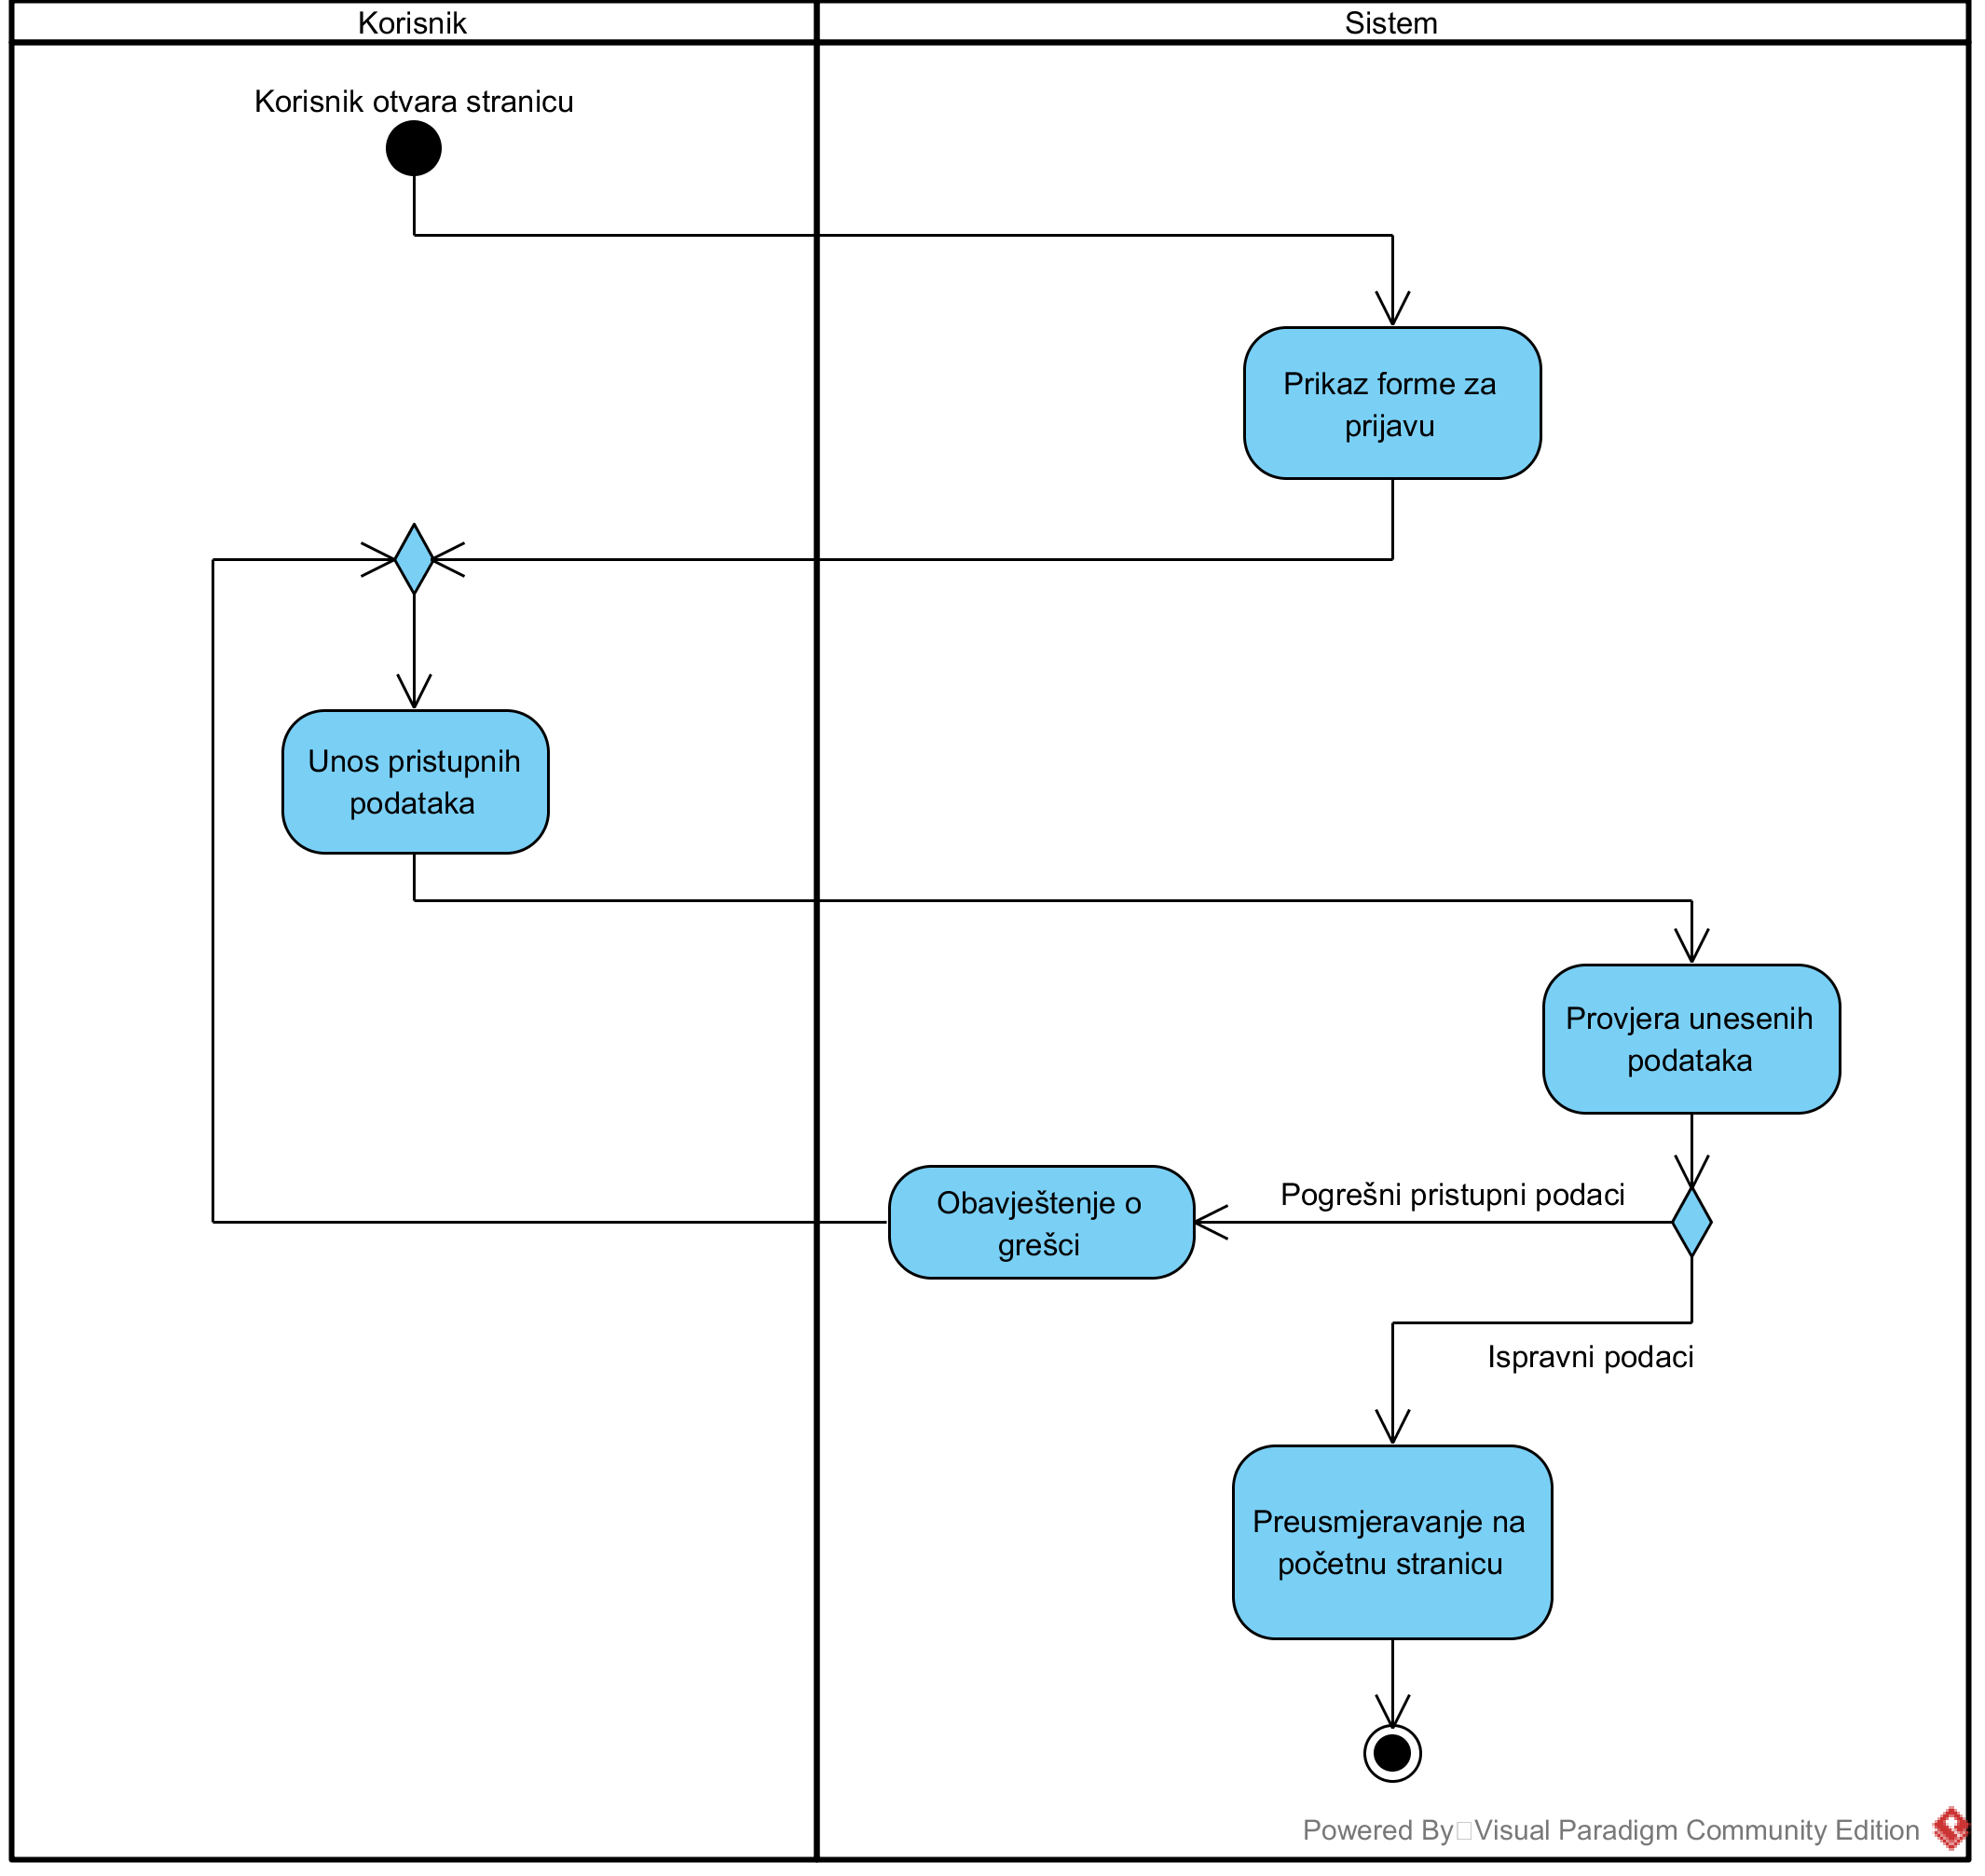 Korisnik
Sistem
Korisnik otvara stranicu
Prikaz forme za
prijavu
Unos pristupnih
podataka
Provjera unesenih
podataka
Pogrešni pristupni podaci
Obavještenje o
grešci
Ispravni podaci
Preusmjeravanje na
početnu stranicu
Powered By□Visual Paradigm Community Edition